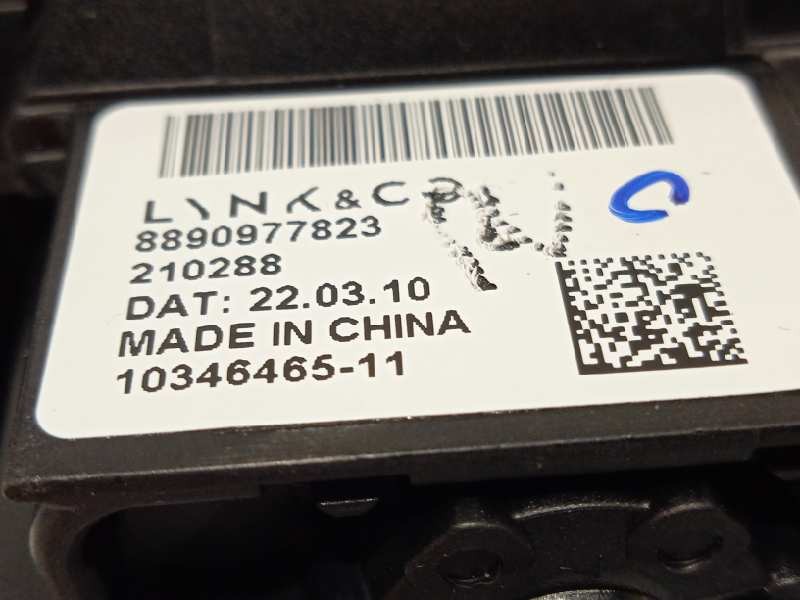 LYNK & CO
8890977823
210288
DAT: 22.03.10
MADE IN CHINA
10346465-11